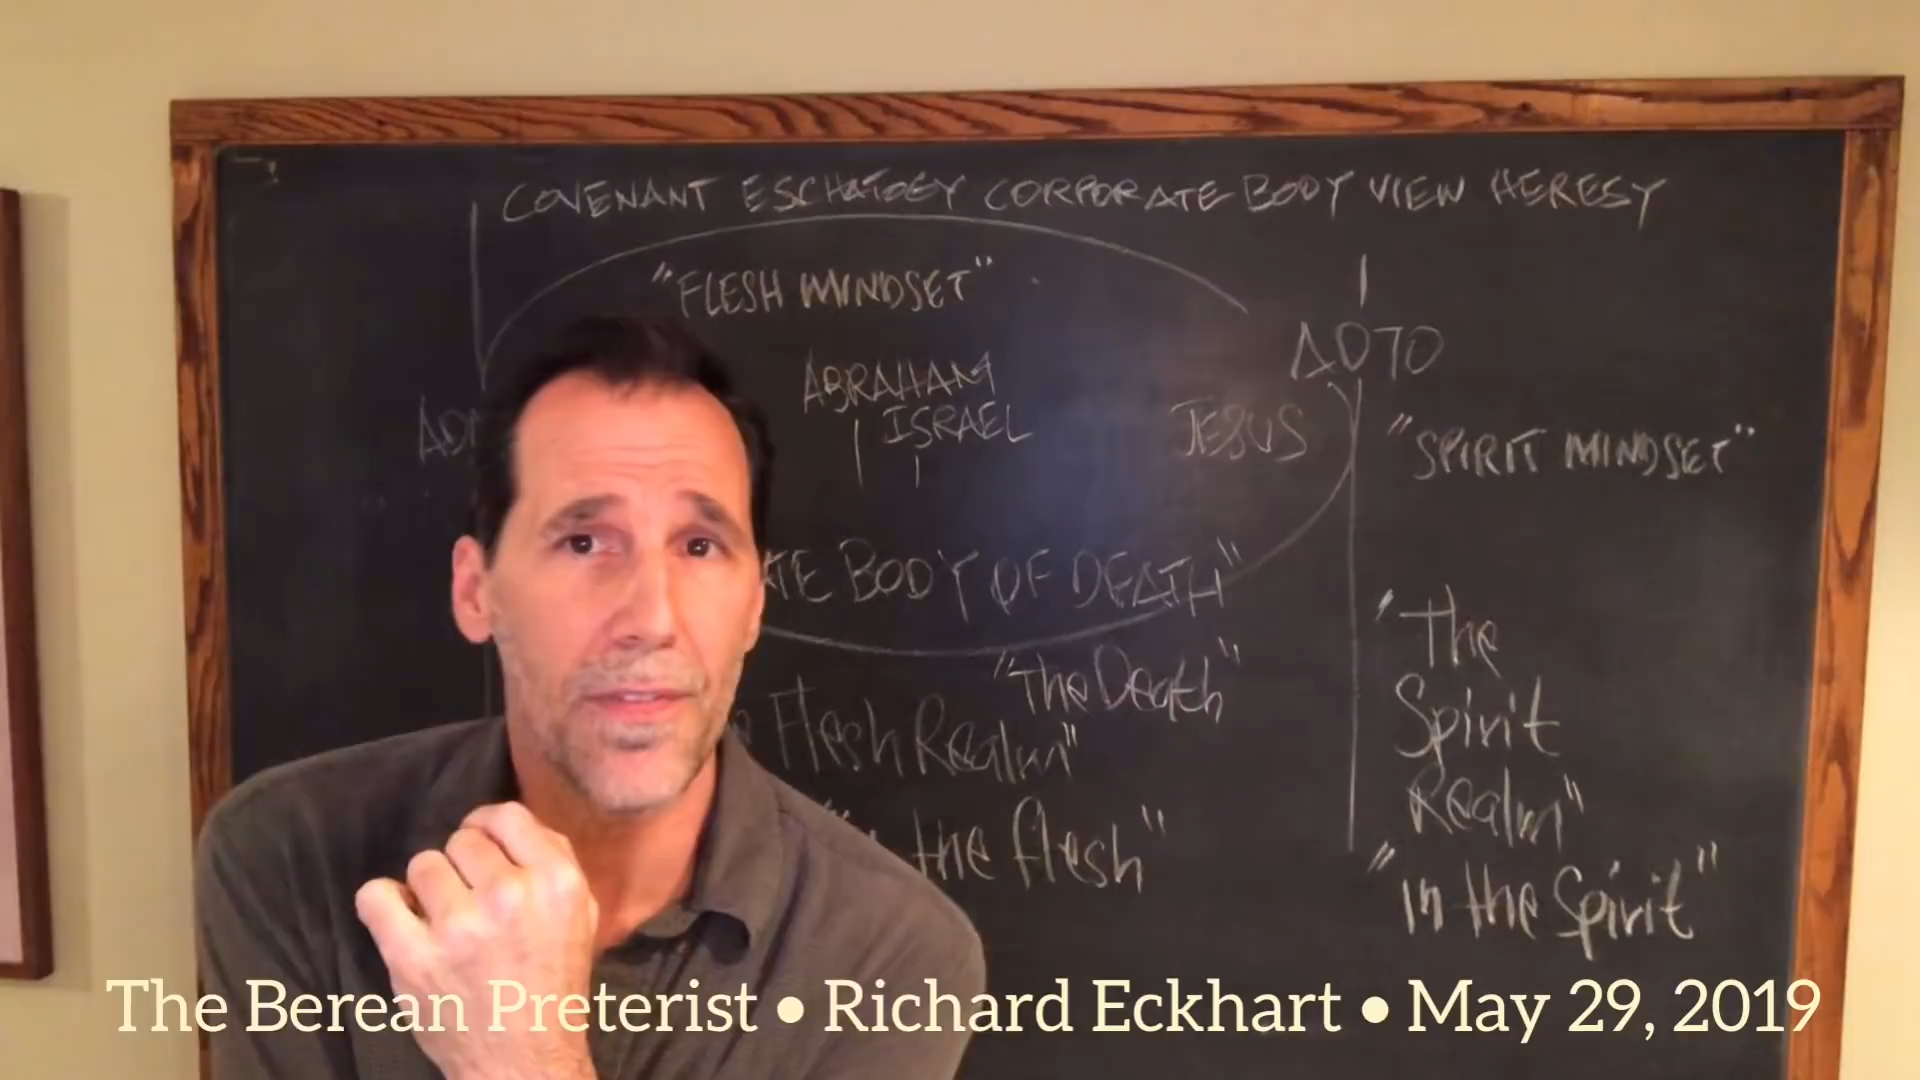 COVENANT ESCHATOLOGY CORPORATE BODY VIEW HERESY
"FLESH MINDSET"
AD70
ABRAHAM
ISRAEL
JESUS
"SPIRIT MINDSET"
BODY OF DEATH"
"The Death"
Flesh Realm"
the flesh"
"The
Spirit
Realm"
"in the Spirit"
The Berean Preterist • Richard Eckhart • May 29, 2019